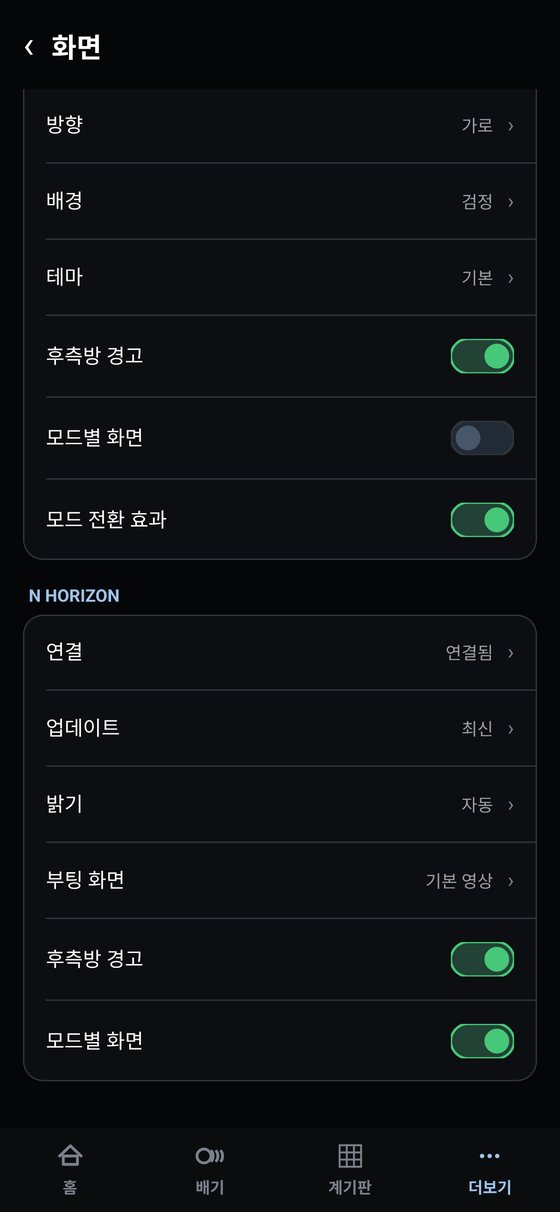 화면
방향 가로
배경 검정
테마 기본
후측방 경고
모드별 화면
모드 전환 효과
N HORIZON
연결 연결됨
업데이트 최신
밝기 자동
부팅 화면 기본 영상
후측방 경고
모드별 화면
홈 배기 계기판 더보기